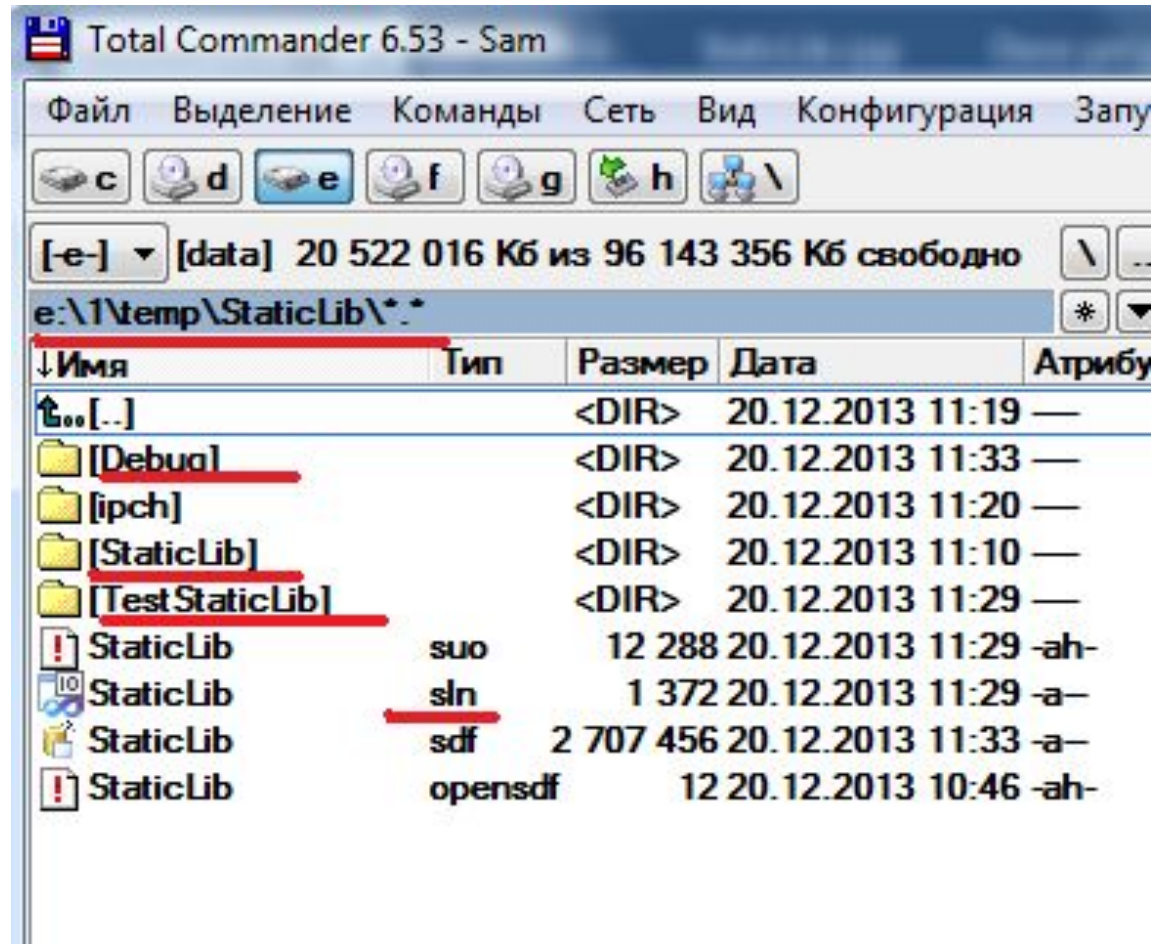 Total Commander 6.53 - Sam
Файл Выделение Команды Сеть Вид Конфигурация Запу
c d e f g h \
[-e-] [data] 20 522 016 Кб из 96 143 356 Кб свободно \ ..
e:\1\temp\StaticLib\*.* * ▼
↓Имя Тип Размер Дата Атрибу
[..] <DIR> 20.12.2013 11:19 —
[Debug] <DIR> 20.12.2013 11:33 —
[ipch] <DIR> 20.12.2013 11:20 —
[StaticLib] <DIR> 20.12.2013 11:10 —
[TestStaticLib] <DIR> 20.12.2013 11:29 —
StaticLib suo 12 288 20.12.2013 11:29 -ah-
StaticLib sln 1 372 20.12.2013 11:29 -a--
StaticLib sdf 2 707 456 20.12.2013 11:33 -a--
StaticLib opensdf 12 20.12.2013 10:46 -ah-